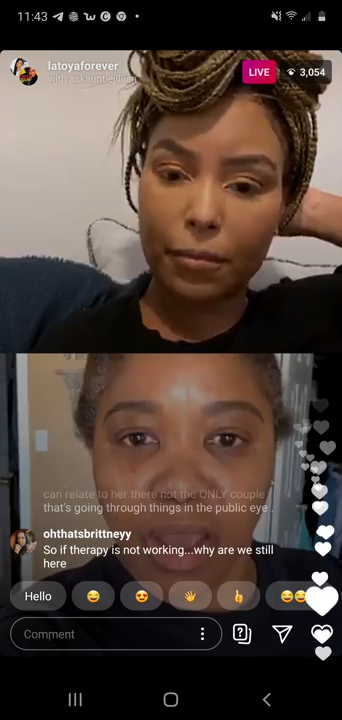 11:43
latoyaforever
with askauntiejillian
LIVE
3,054
can relate to her there not the ONLY couple
that's going through things in the public eye .
ohthatsbrittneyy
So if therapy is not working...why are we still
here
Hello
Comment